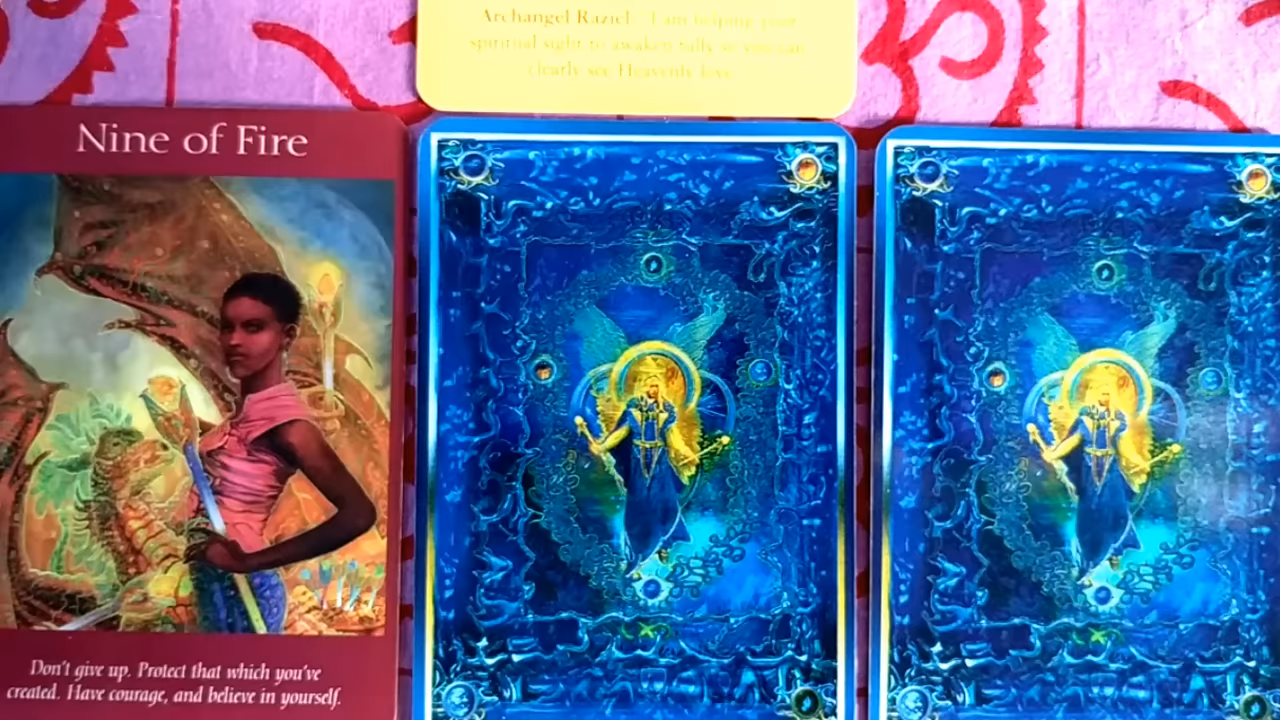 Archangel Raziel: "I am helping your
spiritual sight to awaken fully so you can
clearly see Heavenly love."
Nine of Fire
Don't give up. Protect that which you've
created. Have courage, and believe in yourself.